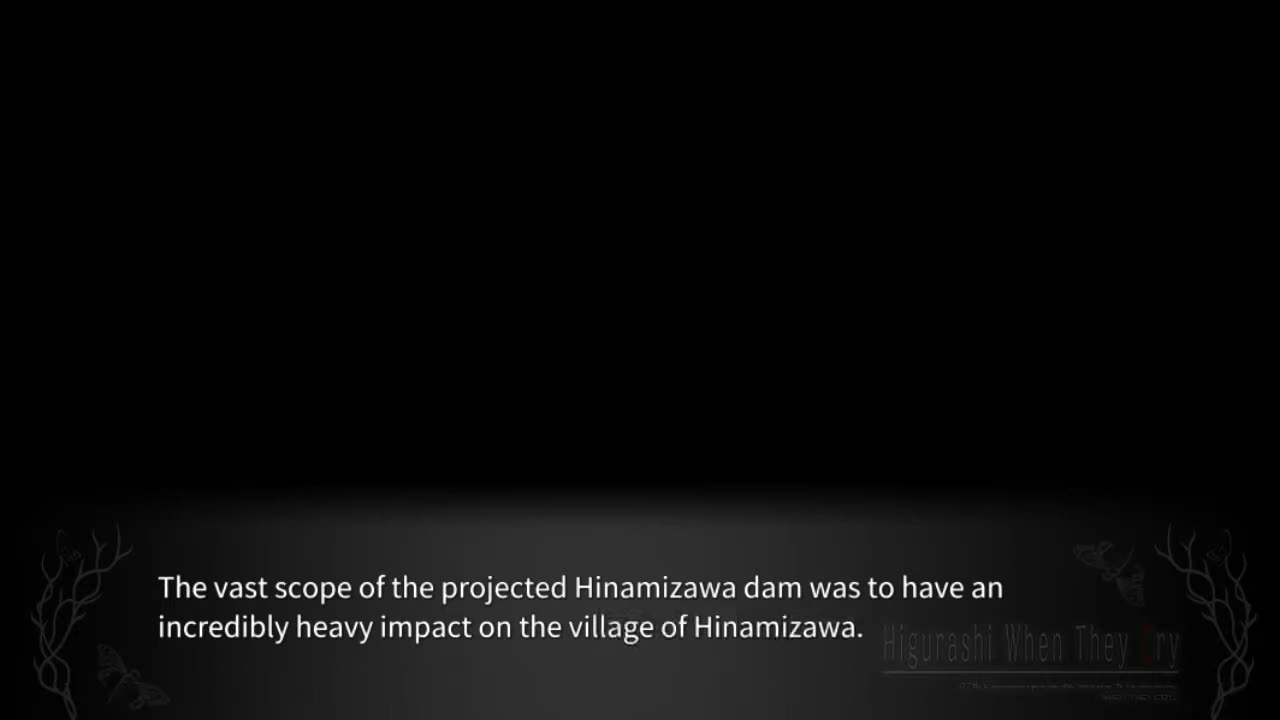 The vast scope of the projected Hinamizawa dam was to have an
incredibly heavy impact on the village of Hinamizawa.
Higurashi When They Cry